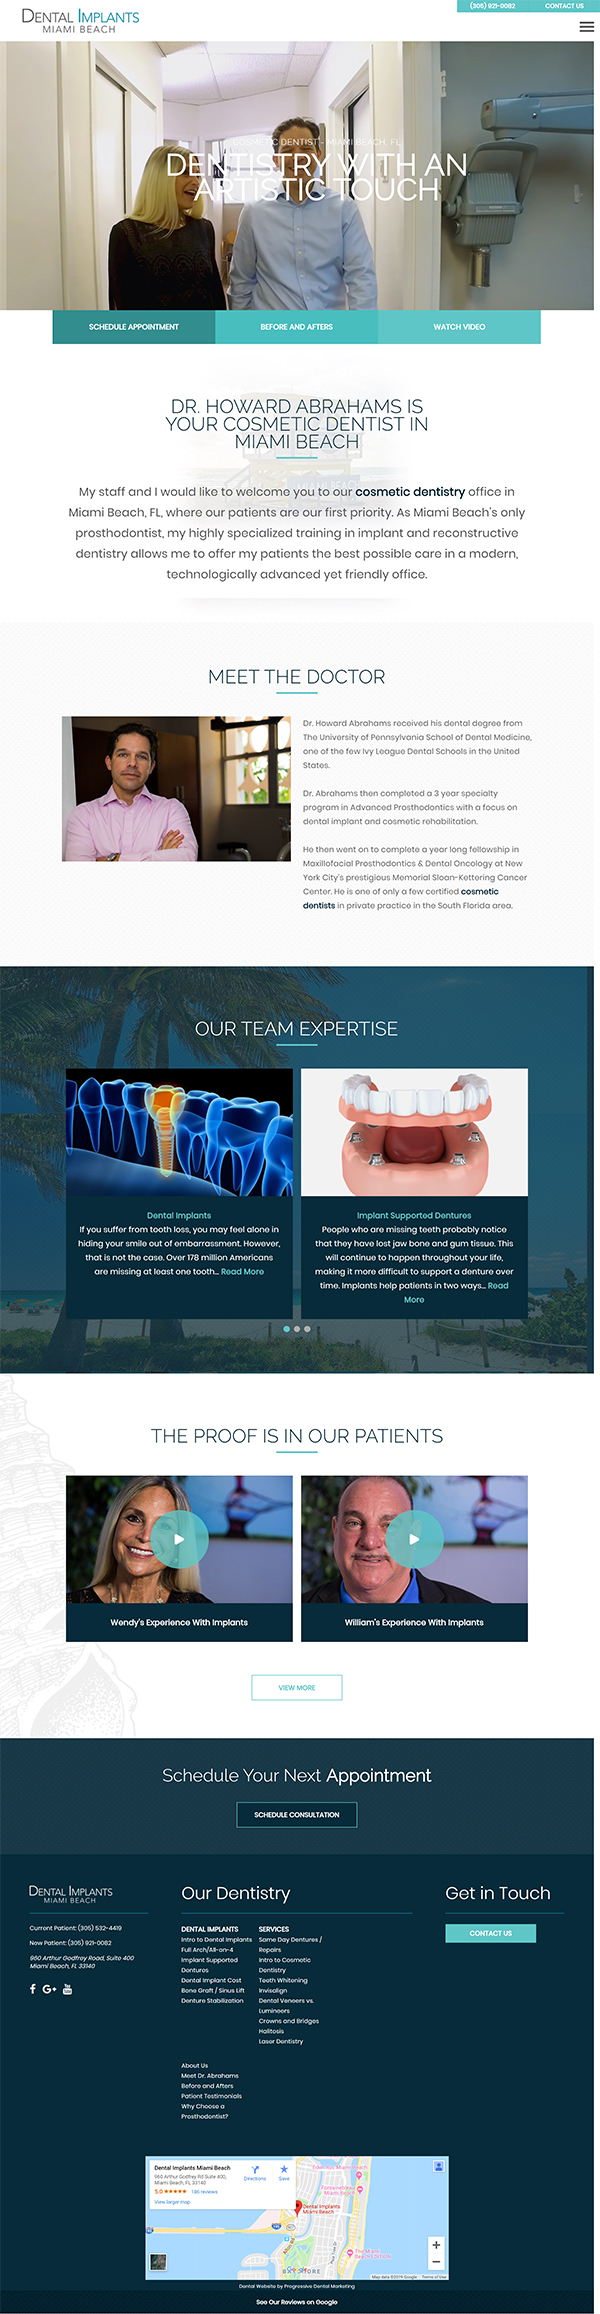 DENTAL IMPLANTS
MIAMI BEACH
(305) 921-0082
CONTACT US
COSMETIC DENTIST - MIAMI BEACH, FL
DENTISTRY WITH AN
ARTISTIC TOUCH
SCHEDULE APPOINTMENT
BEFORE AND AFTERS
WATCH VIDEO
DR. HOWARD ABRAHAMS IS
YOUR COSMETIC DENTIST IN
MIAMI BEACH
My staff and I would like to welcome you to our cosmetic dentistry office in
Miami Beach, FL, where our patients are our first priority. As Miami Beach's only
prosthodontist, my highly specialized training in implant and reconstructive
dentistry allows me to offer my patients the best possible care in a modern,
technologically advanced yet friendly office.
MEET THE DOCTOR
Dr. Howard Abrahams received his dental degree from
The University of Pennsylvania School of Dental Medicine,
one of the few Ivy League Dental Schools in the United
States.
Dr. Abrahams then completed a 3 year specialty
program in Advanced Prosthodontics with a focus on
dental implant and cosmetic rehabilitation.
He then went on to complete a year long fellowship in
Maxillofacial Prosthodontics & Dental Oncology at New
York City's prestigious Memorial Sloan-Kettering Cancer
Center. He is one of only a few certified cosmetic
dentists in private practice in the South Florida area.
OUR TEAM EXPERTISE
Dental Implants
If you suffer from tooth loss, you may feel alone in
hiding your smile out of embarrassment. However,
that is not the case. Over 178 million Americans
are missing at least one tooth... Read More
Implant Supported Dentures
People who are missing teeth probably notice
that they have lost jaw bone and gum tissue. This
will continue to happen throughout your life,
making it more difficult to support a denture over
time. Implants help patients in two ways... Read
More
THE PROOF IS IN OUR PATIENTS
Wendy's Experience With Implants
William's Experience With Implants
VIEW MORE
Schedule Your Next Appointment
SCHEDULE CONSULTATION
DENTAL IMPLANTS
MIAMI BEACH
Current Patient: (305) 532-4419
New Patient: (305) 921-0082
960 Arthur Godfrey Road, Suite 400
Miami Beach, FL 33140
Our Dentistry
DENTAL IMPLANTS
Intro to Dental Implants
Full Arch/All-on-4
Implant Supported
Dentures
Dental Implant Cost
Bone Graft / Sinus Lift
Denture Stabilization
SERVICES
Same Day Dentures /
Repairs
Intro to Cosmetic
Dentistry
Teeth Whitening
Invisalign
Dental Veneers vs.
Lumineers
Crowns and Bridges
Halitosis
Laser Dentistry
About Us
Meet Dr. Abrahams
Before and Afters
Patient Testimonials
Why Choose a
Prosthodontist?
Get in Touch
CONTACT US
Dental Implants Miami Beach
960 Arthur Godfrey Rd Suite 400,
Miami Beach, FL 33140
5.0 186 reviews
View larger map
Directions
Save
Dental Implants
Miami Beach
The Miami Beach
EDITION
BAYSHORE
Google
Map data ©2019 Google
Terms of Use
Dental Website by Progressive Dental Marketing
See Our Reviews on Google